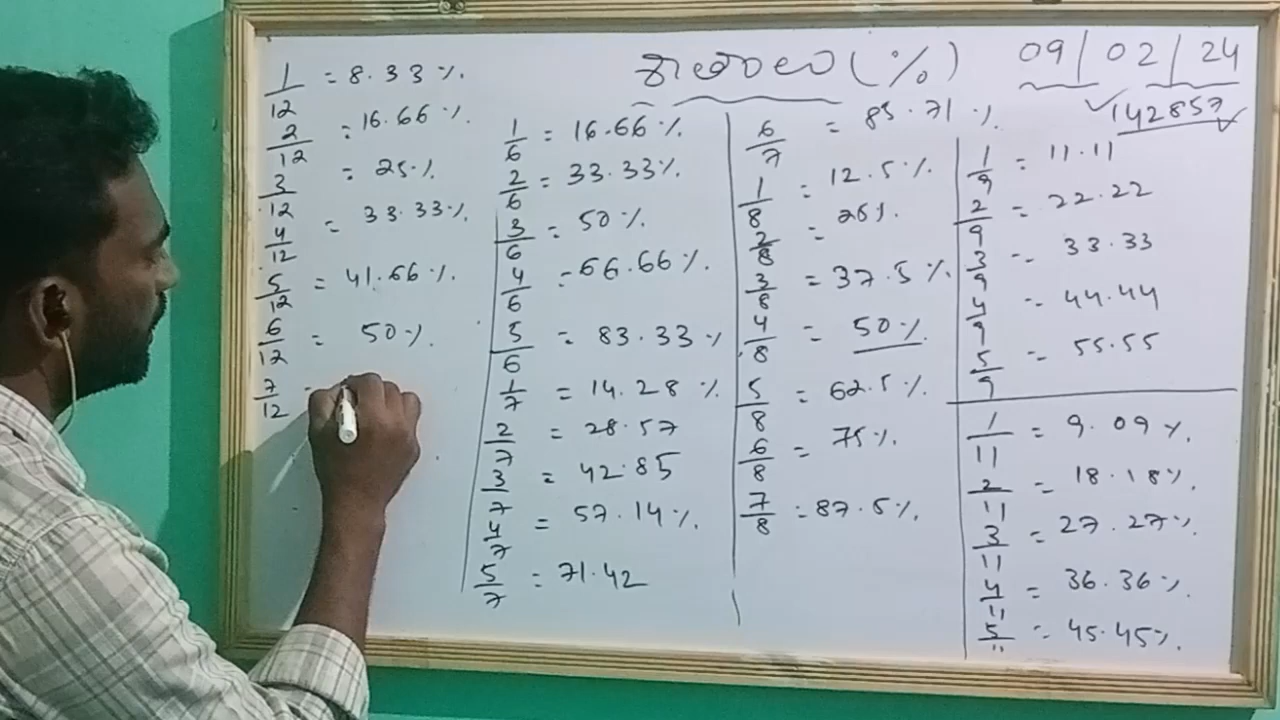 (%) 09/02/24
142857
1/12 = 8.33%
2/12 = 16.66%
3/12 = 25%
4/12 = 33.33%
5/12 = 41.66%
6/12 = 50%
7/12 =
1/6 = 16.66%
2/6 = 33.33%
3/6 = 50%
4/6 = 66.66%
5/6 = 83.33%
1/7 = 14.28%
2/7 = 28.57
3/7 = 42.85
4/7 = 57.14%
5/7 = 71.42
6/7 = 85.71%
1/8 = 12.5%
2/8 = 25%
3/8 = 37.5%
4/8 = 50%
5/8 = 62.5%
6/8 = 75%
7/8 = 87.5%
1/9 = 11.11
2/9 = 22.22
3/9 = 33.33
4/9 = 44.44
5/9 = 55.55
1/11 = 9.09%
2/11 = 18.18%
3/11 = 27.27%
4/11 = 36.36%
5/11 = 45.45%